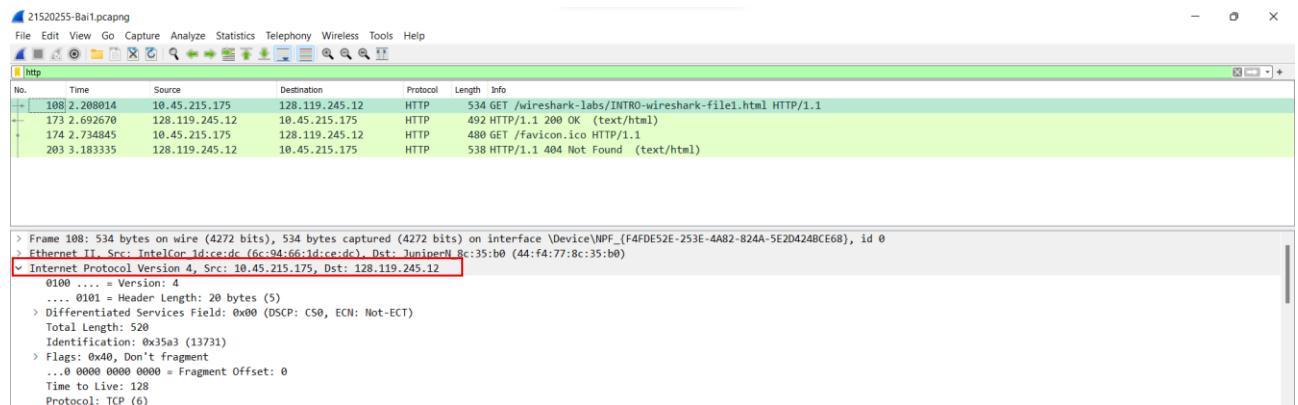 21520255-Bai1.pcapng
File Edit View Go Capture Analyze Statistics Telephony Wireless Tools Help
http
No. Time Source Destination Protocol Length Info
108 2.208014 10.45.215.175 128.119.245.12 HTTP 534 GET /wireshark-labs/INTRO-wireshark-file1.html HTTP/1.1
173 2.692670 128.119.245.12 10.45.215.175 HTTP 492 HTTP/1.1 200 OK (text/html)
174 2.734845 10.45.215.175 128.119.245.12 HTTP 480 GET /favicon.ico HTTP/1.1
203 3.183335 128.119.245.12 10.45.215.175 HTTP 538 HTTP/1.1 404 Not Found (text/html)
> Frame 108: 534 bytes on wire (4272 bits), 534 bytes captured (4272 bits) on interface \Device\NPF_{F4FDE52E-253E-4A82-824A-5E2D424BCE68}, id 0
> Ethernet II, Src: IntelCor_1d:ce:dc (6c:94:66:1d:ce:dc), Dst: JuniperN_8c:35:b0 (44:f4:77:8c:35:b0)
Internet Protocol Version 4, Src: 10.45.215.175, Dst: 128.119.245.12
0100 .... = Version: 4
.... 0101 = Header Length: 20 bytes (5)
> Differentiated Services Field: 0x00 (DSCP: CS0, ECN: Not-ECT)
Total Length: 520
Identification: 0x35a3 (13731)
> Flags: 0x40, Don't fragment
...0 0000 0000 0000 = Fragment Offset: 0
Time to Live: 128
Protocol: TCP (6)